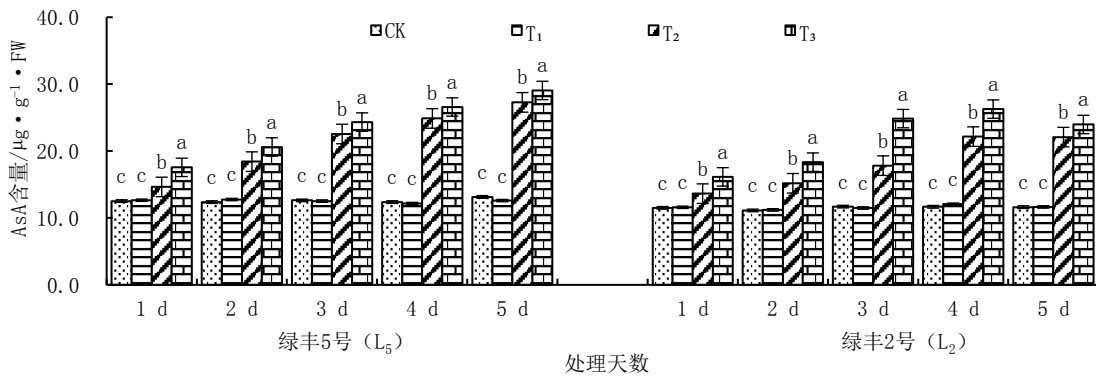 40.0
30.0
20.0
10.0
0.0
AsA含量/μg·g⁻¹·FW
CK T₁ T₂ T₃
c c b a c c b a c c b a c c b a c c b a c c b a c c b a c c b a c c b a c c b a
1 d 2 d 3 d 4 d 5 d 1 d 2 d 3 d 4 d 5 d
绿丰5号（L₅） 绿丰2号（L₂）
处理天数